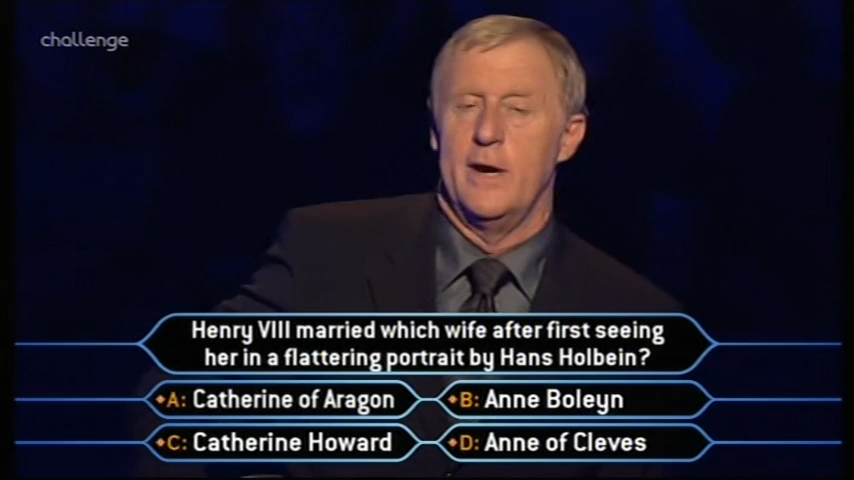 challenge
Henry VIII married which wife after first seeing
her in a flattering portrait by Hans Holbein?
A: Catherine of Aragon
B: Anne Boleyn
C: Catherine Howard
D: Anne of Cleves